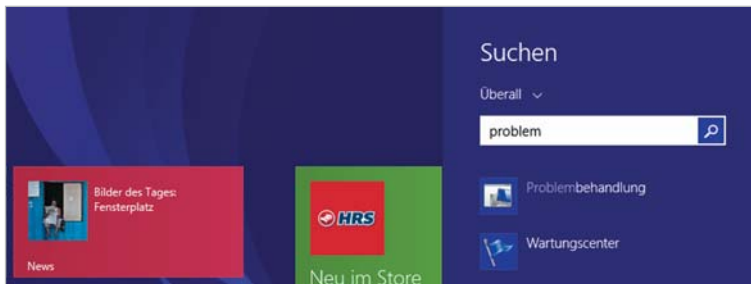 Suchen
Überall
problem
Problembehandlung
Wartungscenter
Bilder des Tages:
Fensterplatz
News
HRS
Neu im Store